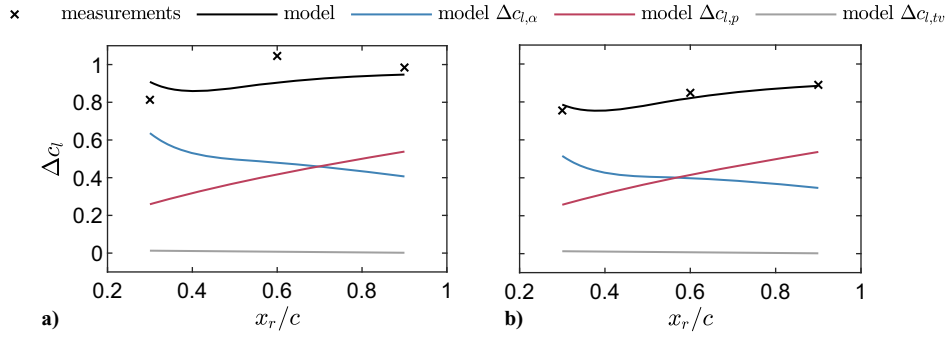 × measurements model model Δc_{l,α} model Δc_{l,p} model Δc_{l,tv}
Δc_l
1
0.8
0.6
0.4
0.2
0
0.2 0.4 0.6 0.8 1
x_r/c
a)
0.2 0.4 0.6 0.8 1
x_r/c
b)